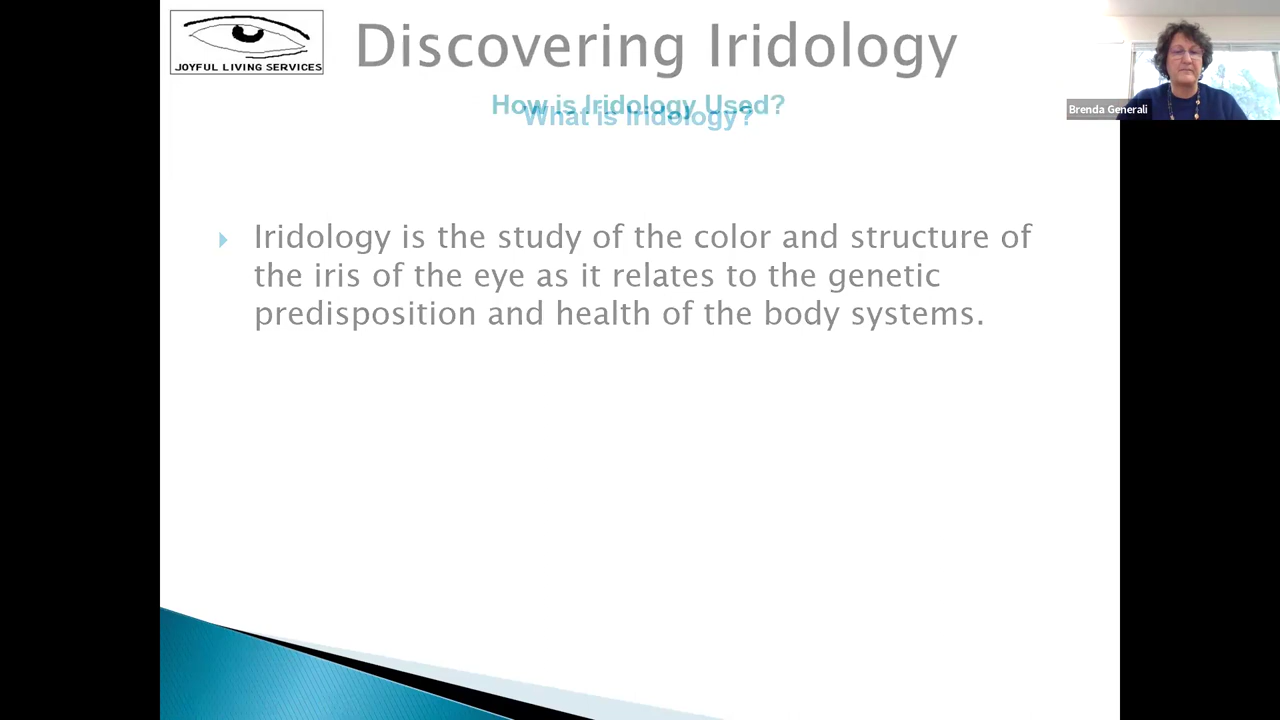 JOYFUL LIVING SERVICES
Discovering Iridology
How is Iridology Used?
What is Iridology?
Brenda Generali
Iridology is the study of the color and structure of
the iris of the eye as it relates to the genetic
predisposition and health of the body systems.